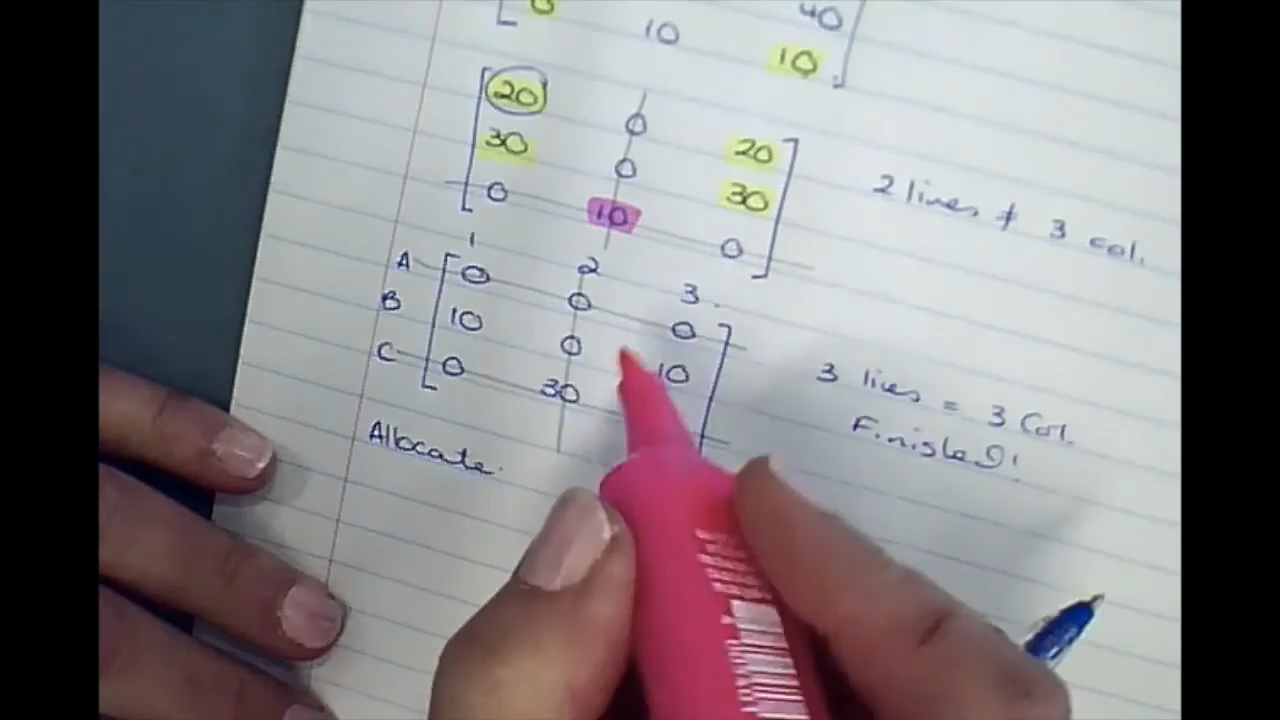 0 40
10
10
20 0 20
30 0 30
0 10 0
2 lines ≠ 3 col.
1 2 3.
A 0 0 0
B 10 0 10
C 0 30
3 lines = 3 Col.
Finished!
Allocate.